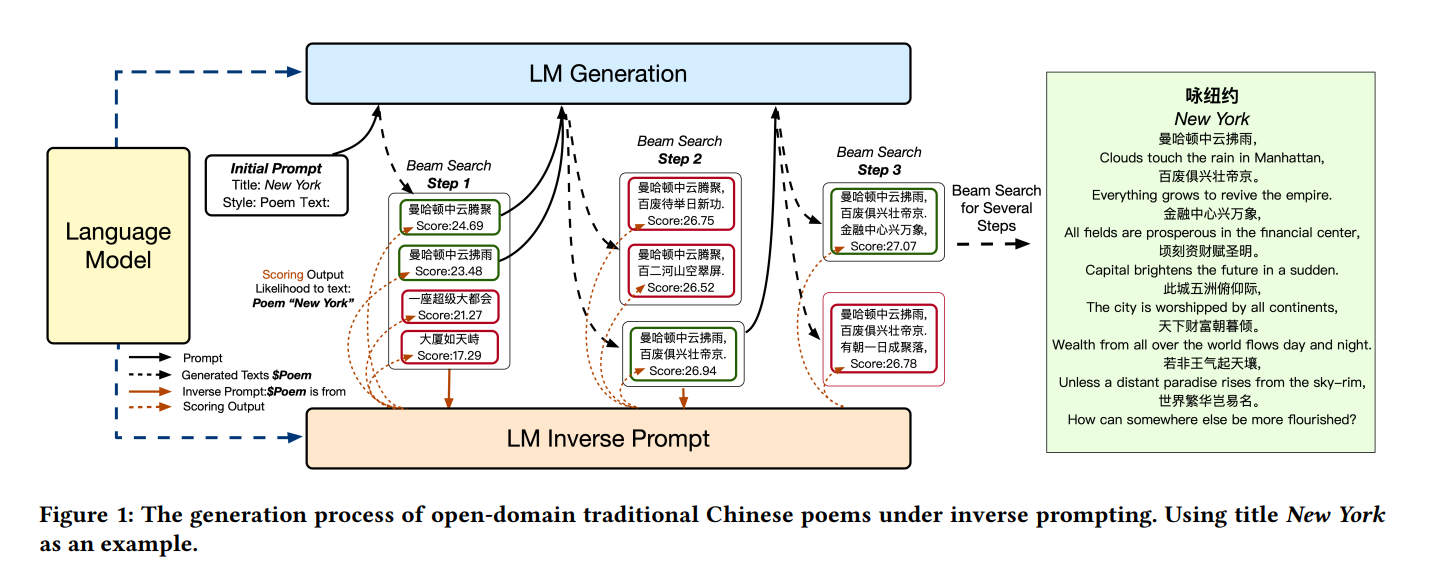 LM Generation
Language
Model
Initial Prompt
Title: New York
Style: Poem Text:
Beam Search
Step 1
曼哈顿中云腾聚
Score:24.69
曼哈顿中云拂雨
Score:23.48
一座超级大都会
Score:21.27
大厦如天峙
Score:17.29
Scoring Output
Likelihood to text:
Poem “New York”
Prompt
Generated Texts $Poem
Inverse Prompt:$Poem is from
Scoring Output
Beam Search
Step 2
曼哈顿中云腾聚,
百废待举日新功.
Score:26.75
曼哈顿中云腾聚,
百二河山空翠屏.
Score:26.52
曼哈顿中云拂雨,
百废俱兴壮帝京.
Score:26.94
Beam Search
Step 3
曼哈顿中云拂雨,
百废俱兴壮帝京.
金融中心兴万象,
Score:27.07
曼哈顿中云拂雨,
百废俱兴壮帝京.
有朝一日成聚落,
Score:26.78
Beam Search
for Several
Steps
LM Inverse Prompt
咏纽约
New York
曼哈顿中云拂雨,
Clouds touch the rain in Manhattan,
百废俱兴壮帝京。
Everything grows to revive the empire.
金融中心兴万象,
All fields are prosperous in the financial center,
顷刻资财赋圣明。
Capital brightens the future in a sudden.
此城五洲俯仰际,
The city is worshipped by all continents,
天下财富朝暮倾。
Wealth from all over the world flows day and night.
若非王气起天壤,
Unless a distant paradise rises from the sky–rim,
世界繁华岂易名。
How can somewhere else be more flourished?
Figure 1: The generation process of open-domain traditional Chinese poems under inverse prompting. Using title New York
as an example.